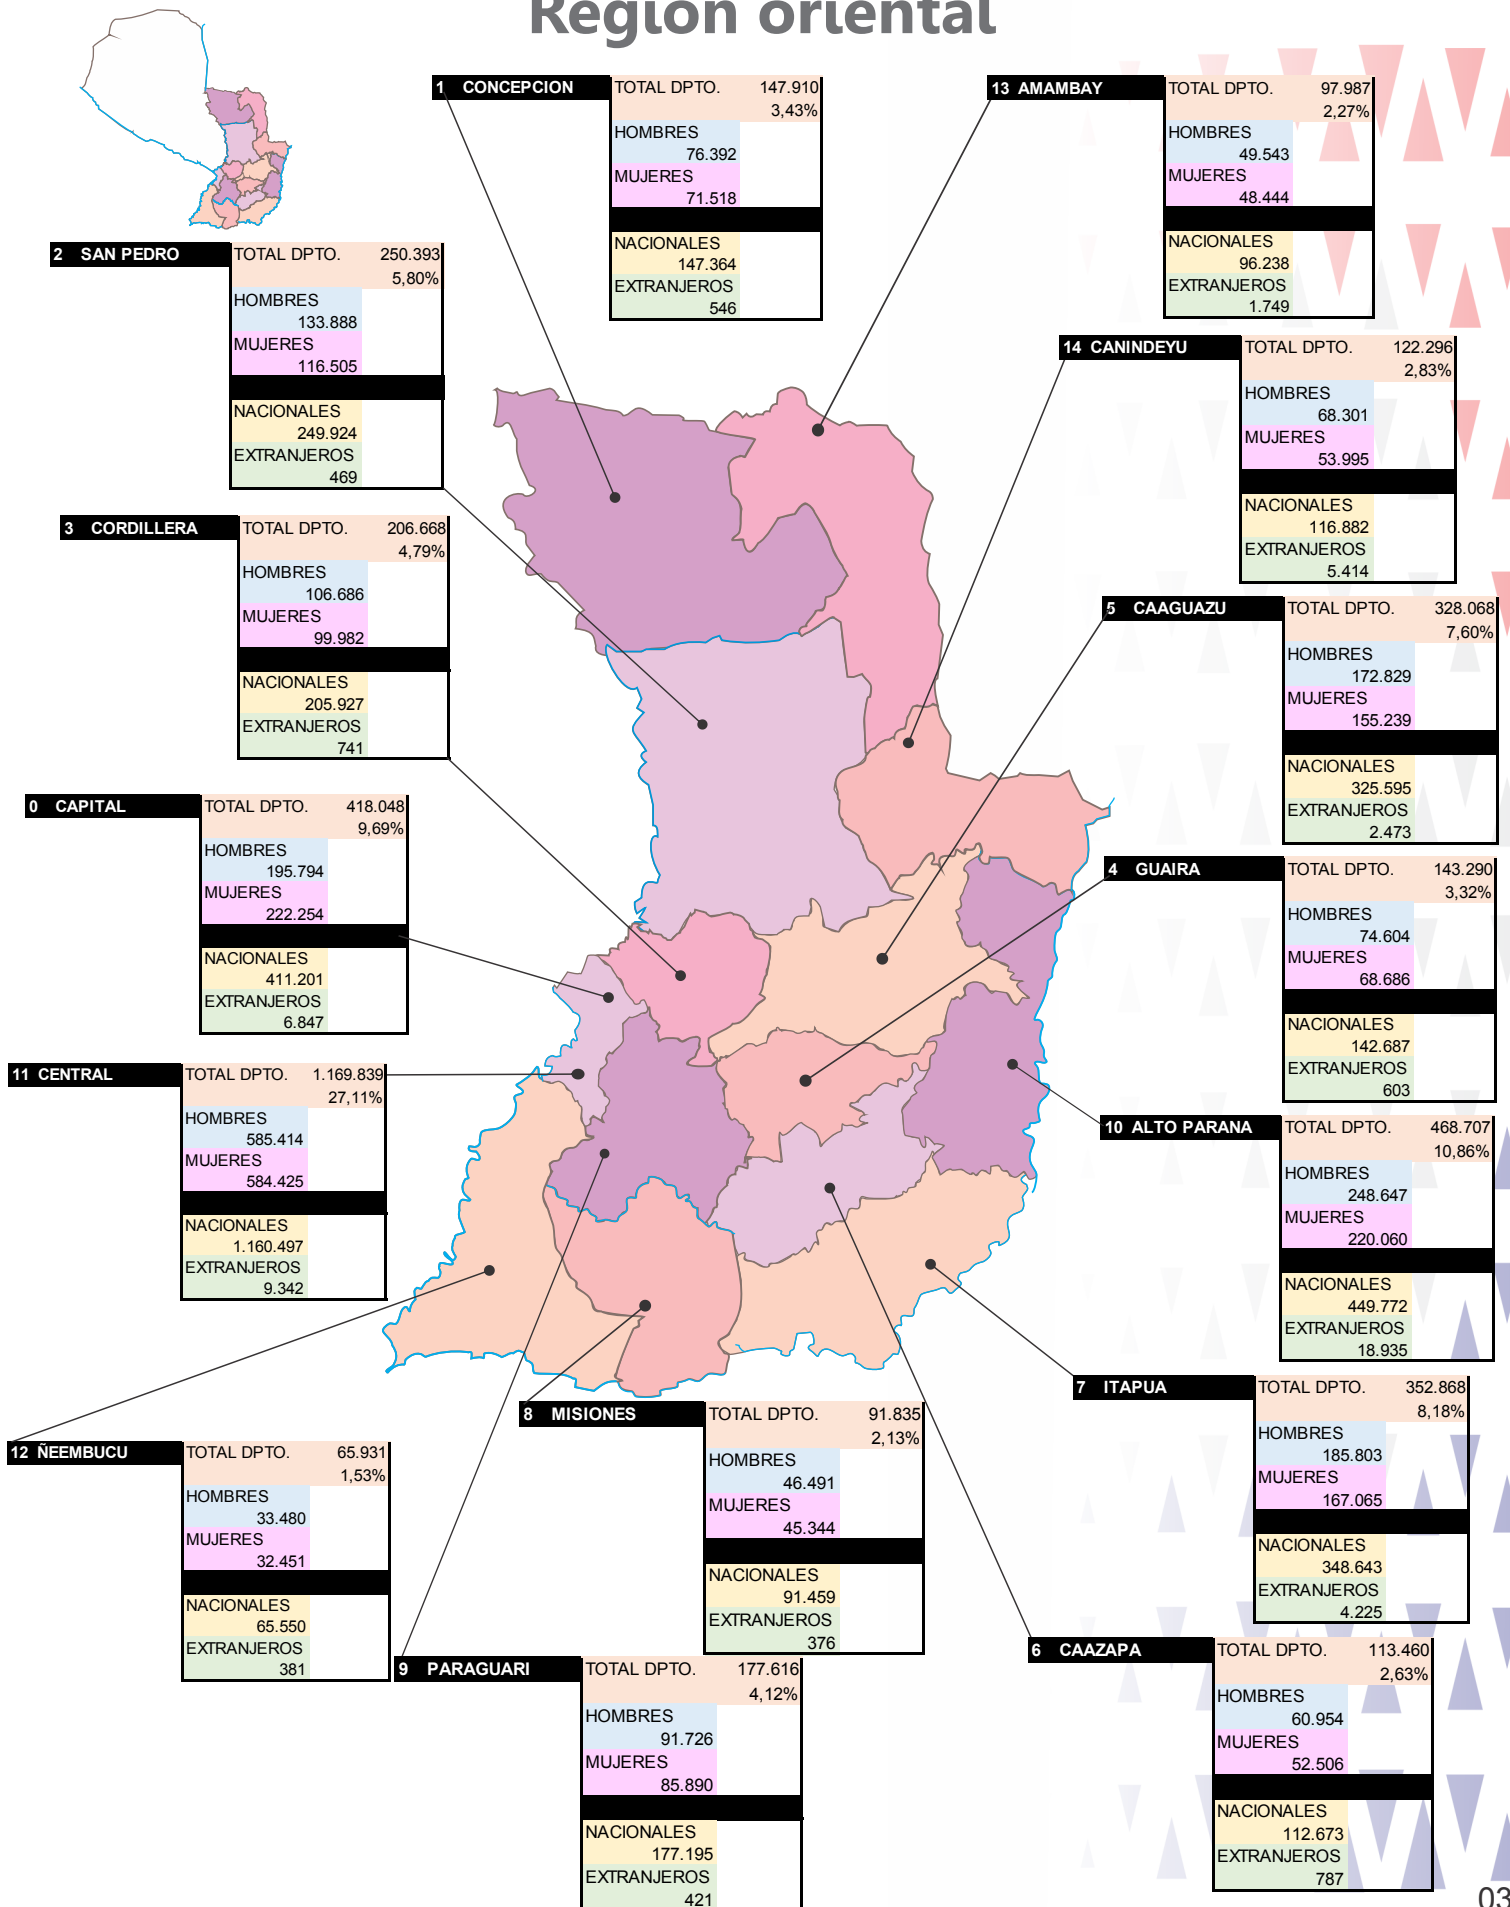 Región oriental
1 CONCEPCION
TOTAL DPTO. 147.910
3,43%
HOMBRES
76.392
MUJERES
71.518
NACIONALES
147.364
EXTRANJEROS
546
13 AMAMBAY
TOTAL DPTO. 97.987
2,27%
HOMBRES
49.543
MUJERES
48.444
NACIONALES
96.238
EXTRANJEROS
1.749
2 SAN PEDRO
TOTAL DPTO. 250.393
5,80%
HOMBRES
133.888
MUJERES
116.505
NACIONALES
249.924
EXTRANJEROS
469
14 CANINDEYU
TOTAL DPTO. 122.296
2,83%
HOMBRES
68.301
MUJERES
53.995
NACIONALES
116.882
EXTRANJEROS
5.414
3 CORDILLERA
TOTAL DPTO. 206.668
4,79%
HOMBRES
106.686
MUJERES
99.982
NACIONALES
205.927
EXTRANJEROS
741
5 CAAGUAZU
TOTAL DPTO. 328.068
7,60%
HOMBRES
172.829
MUJERES
155.239
NACIONALES
325.595
EXTRANJEROS
2.473
0 CAPITAL
TOTAL DPTO. 418.048
9,69%
HOMBRES
195.794
MUJERES
222.254
NACIONALES
411.201
EXTRANJEROS
6.847
4 GUAIRA
TOTAL DPTO. 143.290
3,32%
HOMBRES
74.604
MUJERES
68.686
NACIONALES
142.687
EXTRANJEROS
603
11 CENTRAL
TOTAL DPTO. 1.169.839
27,11%
HOMBRES
585.414
MUJERES
584.425
NACIONALES
1.160.497
EXTRANJEROS
9.342
10 ALTO PARANA
TOTAL DPTO. 468.707
10,86%
HOMBRES
248.647
MUJERES
220.060
NACIONALES
449.772
EXTRANJEROS
18.935
7 ITAPUA
TOTAL DPTO. 352.868
8,18%
HOMBRES
185.803
MUJERES
167.065
NACIONALES
348.643
EXTRANJEROS
4.225
8 MISIONES
TOTAL DPTO. 91.835
2,13%
HOMBRES
46.491
MUJERES
45.344
NACIONALES
91.459
EXTRANJEROS
376
12 ÑEEMBUCU
TOTAL DPTO. 65.931
1,53%
HOMBRES
33.480
MUJERES
32.451
NACIONALES
65.550
EXTRANJEROS
381
9 PARAGUARI
TOTAL DPTO. 177.616
4,12%
HOMBRES
91.726
MUJERES
85.890
NACIONALES
177.195
EXTRANJEROS
421
6 CAAZAPA
TOTAL DPTO. 113.460
2,63%
HOMBRES
60.954
MUJERES
52.506
NACIONALES
112.673
EXTRANJEROS
787
03